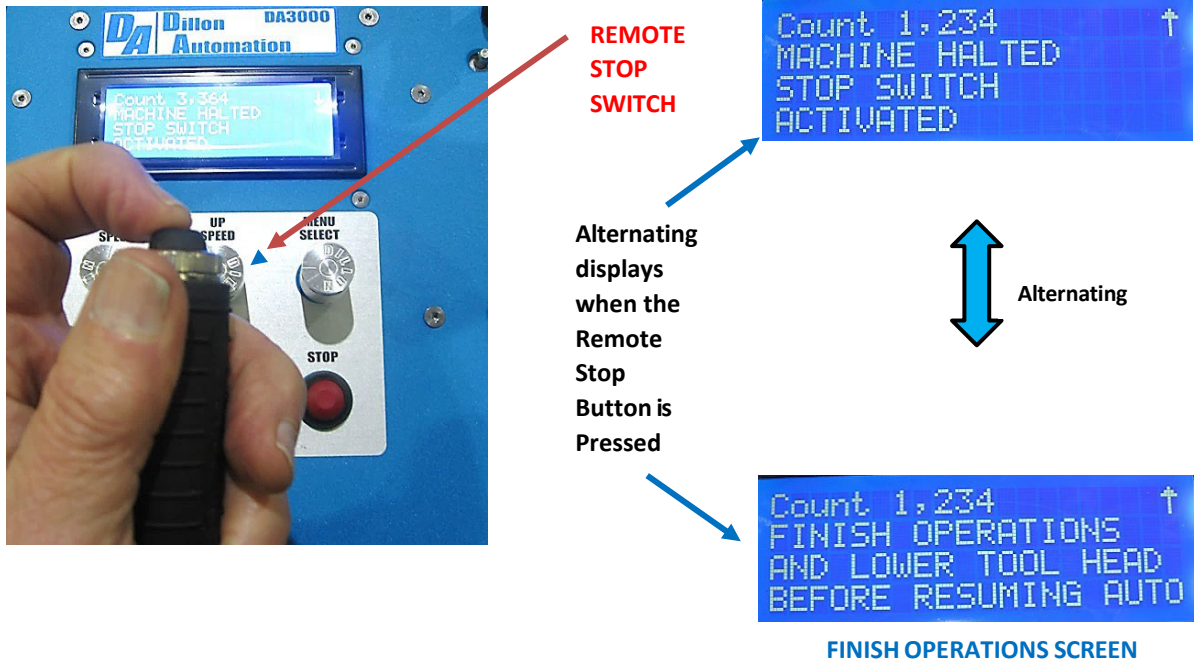 Dillon
Automation
DA
DA3000
Count 3,364 ↓
MACHINE HALTED
STOP SWITCH
ACTIVATED
UP
SPEED
MENU
SELECT
STOP
REMOTE
STOP
SWITCH
Count 1,234 ↑
MACHINE HALTED
STOP SWITCH
ACTIVATED
Alternating
displays
when the
Remote
Stop
Button is
Pressed
Alternating
Count 1,234 ↑
FINISH OPERATIONS
AND LOWER TOOL HEAD
BEFORE RESUMING AUTO
FINISH OPERATIONS SCREEN